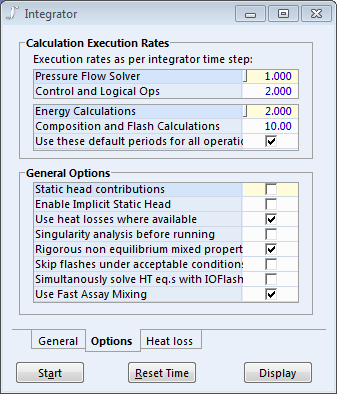 Integrator
Calculation Execution Rates
Execution rates as per integrator time step:
Pressure Flow Solver 1.000
Control and Logical Ops 2.000
Energy Calculations 2.000
Composition and Flash Calculations 10.00
Use these default periods for all operatic
General Options
Static head contributions
Enable Implicit Static Head
Use heat losses where available
Singularity analysis before running
Rigorous non equilibrium mixed propert
Skip flashes under acceptable conditions
Simultanously solve HT eq.s with IOFlash
Use Fast Assay Mixing
General Options Heat loss
Start Reset Time Display